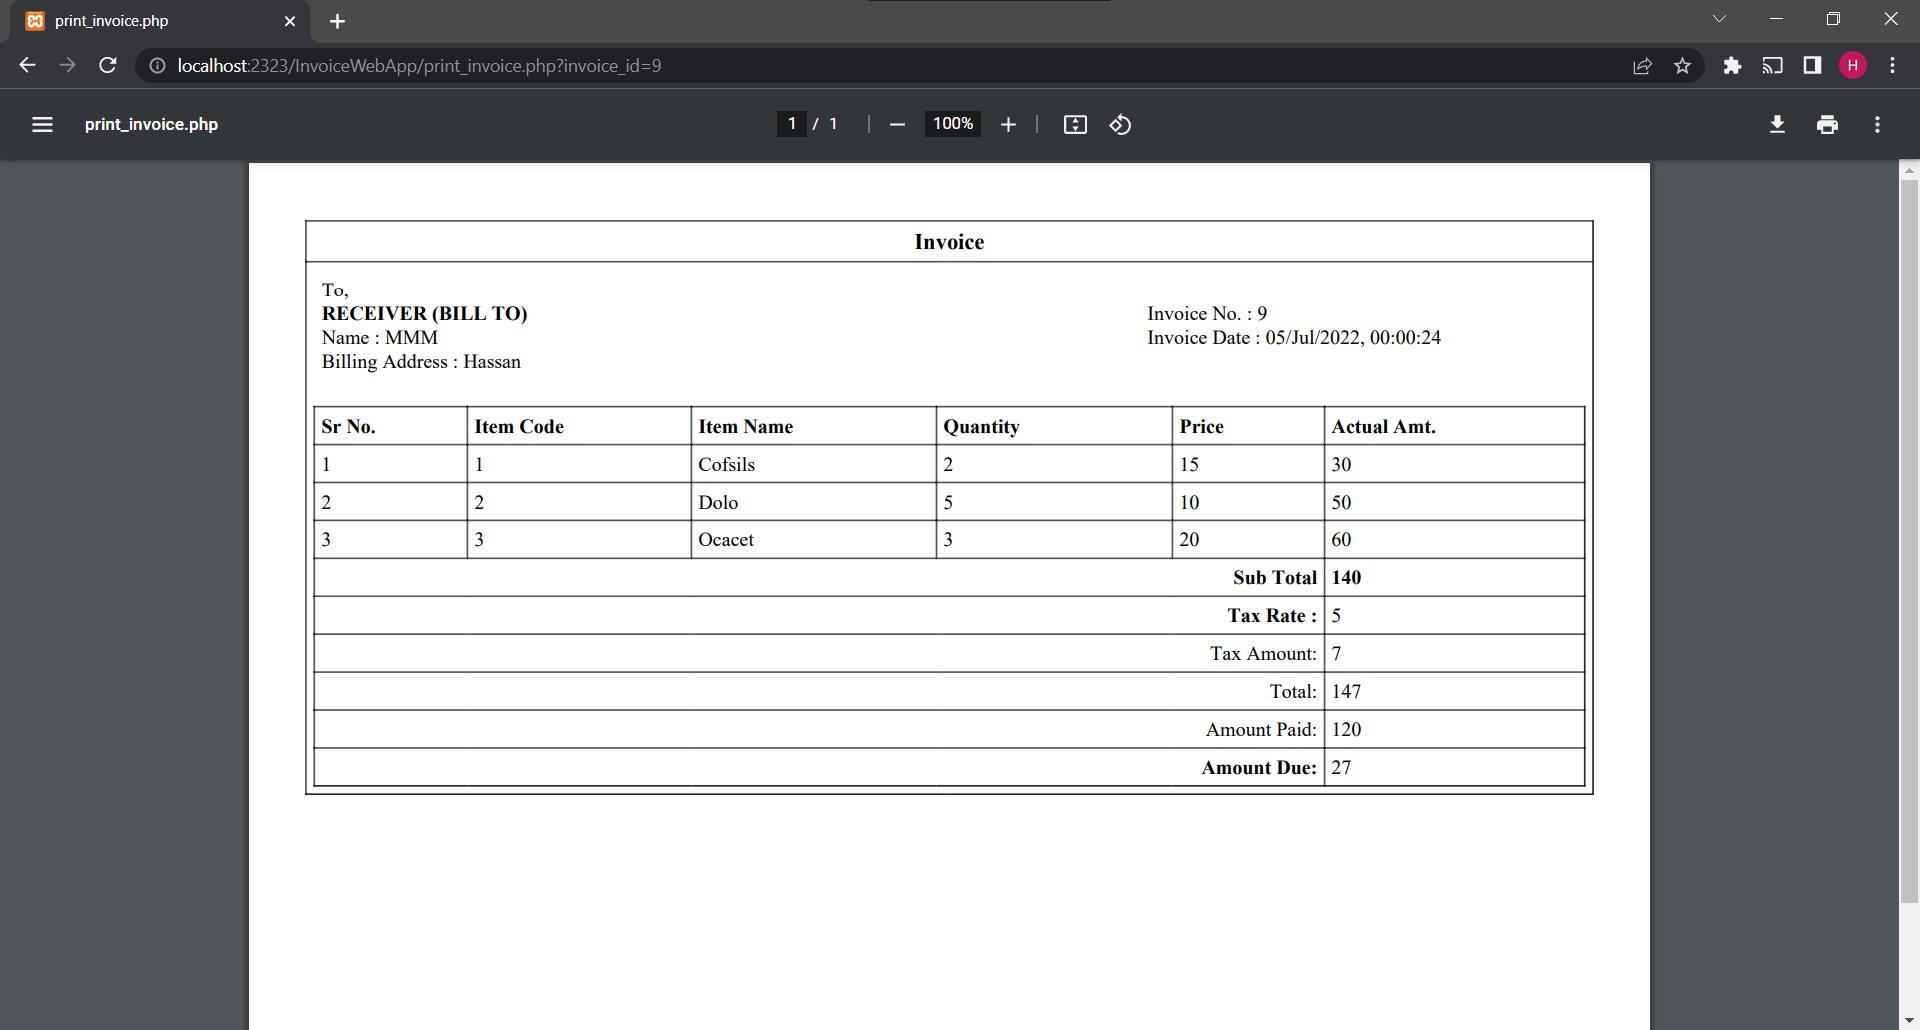 print_invoice.php
localhost:2323/InvoiceWebApp/print_invoice.php?invoice_id=9
H
print_invoice.php
1 / 1
100%
Invoice
To,
RECEIVER (BILL TO)
Name : MMM
Billing Address : Hassan
Invoice No. : 9
Invoice Date : 05/Jul/2022, 00:00:24
Sr No. Item Code Item Name Quantity Price Actual Amt.
1 1 Cofsils 2 15 30
2 2 Dolo 5 10 50
3 3 Ocacet 3 20 60
Sub Total 140
Tax Rate : 5
Tax Amount: 7
Total: 147
Amount Paid: 120
Amount Due: 27